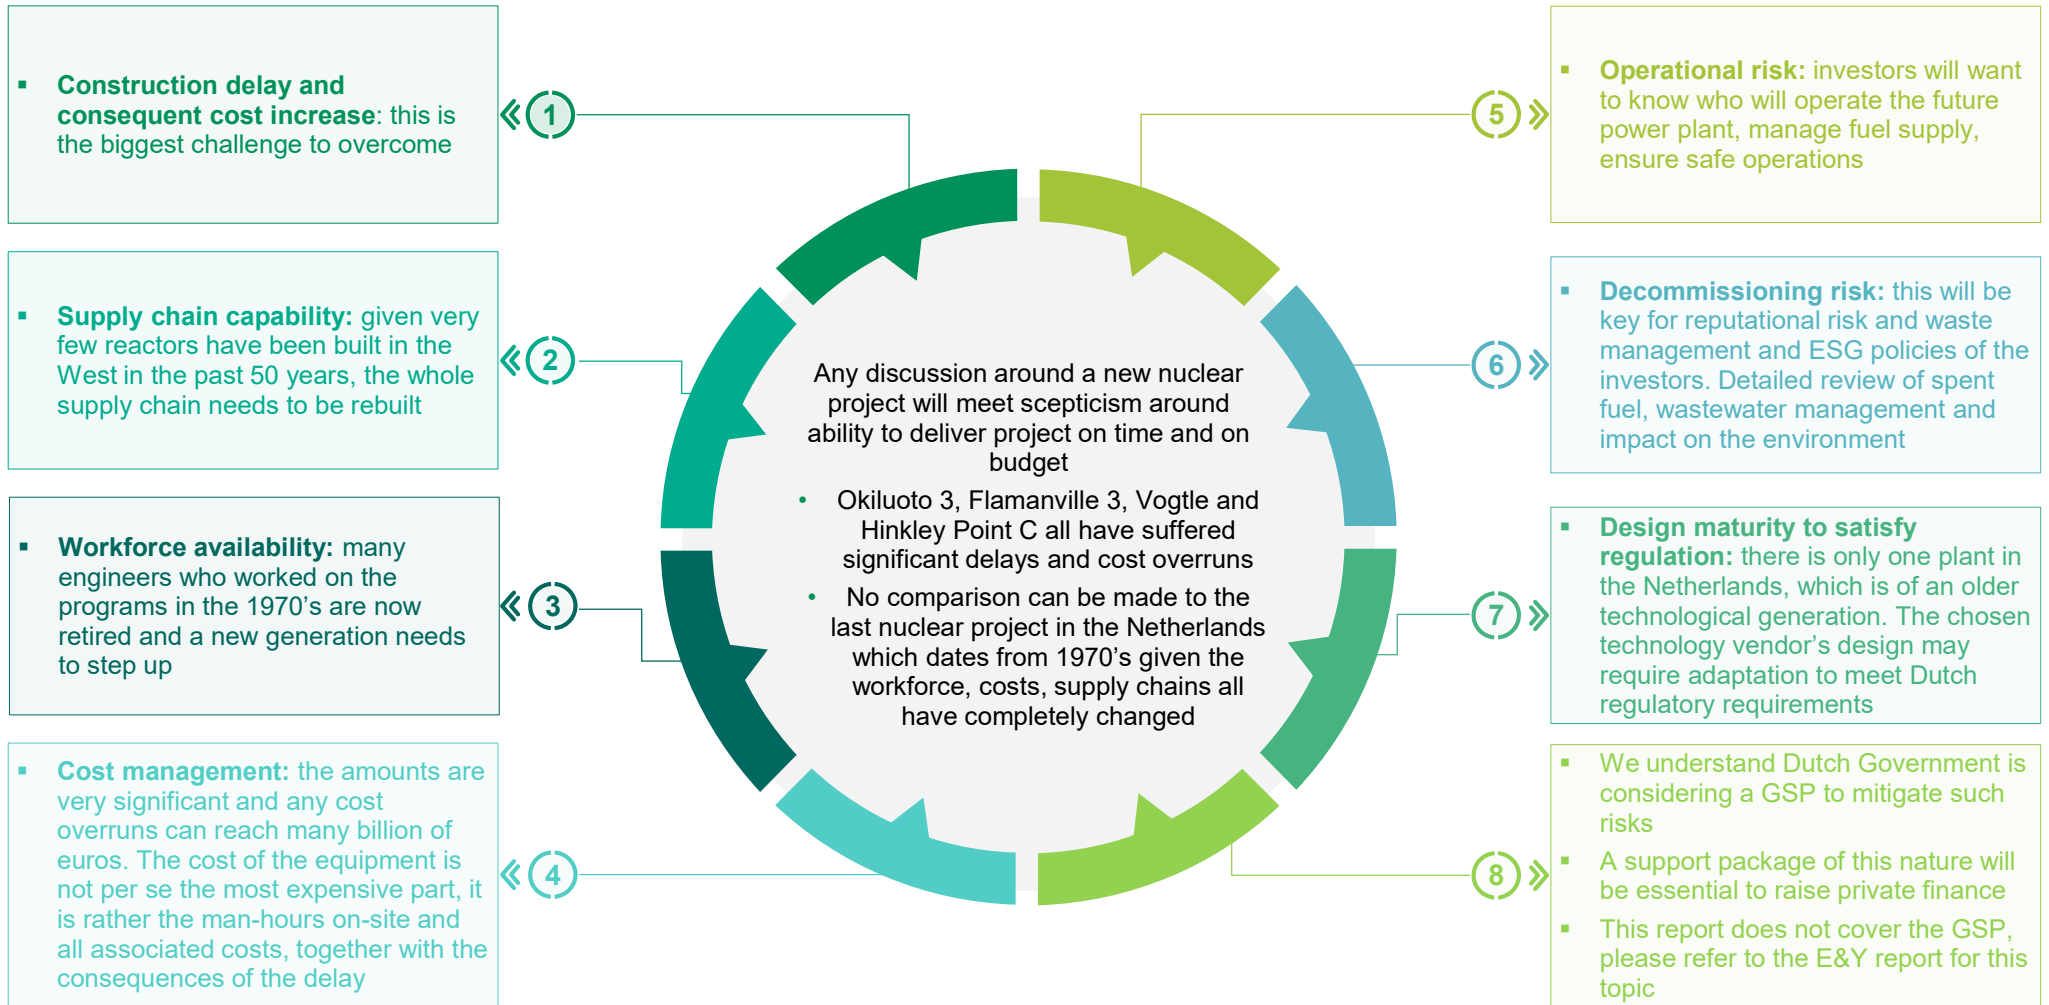 ▪ Construction delay and
consequent cost increase: this is
the biggest challenge to overcome
1
▪ Supply chain capability: given very
few reactors have been built in the
West in the past 50 years, the whole
supply chain needs to be rebuilt
2
▪ Workforce availability: many
engineers who worked on the
programs in the 1970’s are now
retired and a new generation needs
to step up
3
▪ Cost management: the amounts are
very significant and any cost
overruns can reach many billion of
euros. The cost of the equipment is
not per se the most expensive part, it
is rather the man-hours on-site and
all associated costs, together with the
consequences of the delay
4
Any discussion around a new nuclear
project will meet scepticism around
ability to deliver project on time and on
budget
• Okiluoto 3, Flamanville 3, Vogtle and
Hinkley Point C all have suffered
significant delays and cost overruns
• No comparison can be made to the
last nuclear project in the Netherlands
which dates from 1970’s given the
workforce, costs, supply chains all
have completely changed
5
▪ Operational risk: investors will want
to know who will operate the future
power plant, manage fuel supply,
ensure safe operations
6
▪ Decommissioning risk: this will be
key for reputational risk and waste
management and ESG policies of the
investors. Detailed review of spent
fuel, wastewater management and
impact on the environment
7
▪ Design maturity to satisfy
regulation: there is only one plant in
the Netherlands, which is of an older
technological generation. The chosen
technology vendor’s design may
require adaptation to meet Dutch
regulatory requirements
8
▪ We understand Dutch Government is
considering a GSP to mitigate such
risks
▪ A support package of this nature will
be essential to raise private finance
▪ This report does not cover the GSP,
please refer to the E&Y report for this
topic